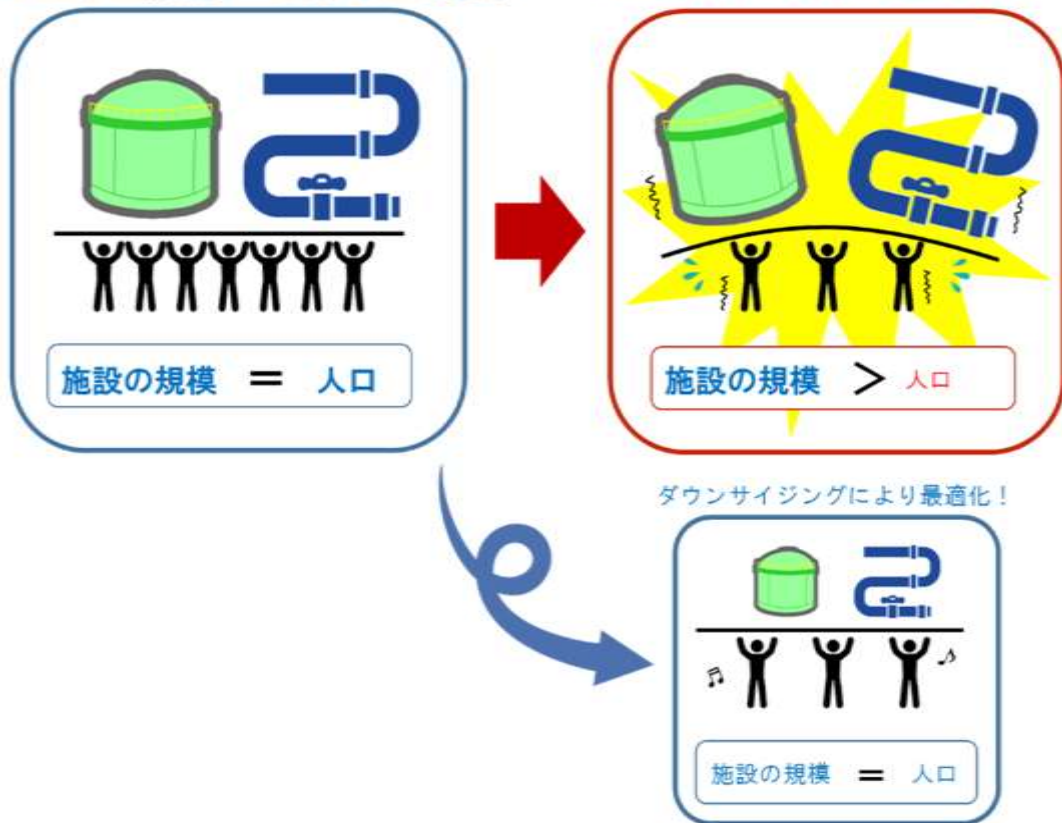 施設の規模 = 人口
施設の規模 > 人口
ダウンサイジングにより最適化！
施設の規模 = 人口